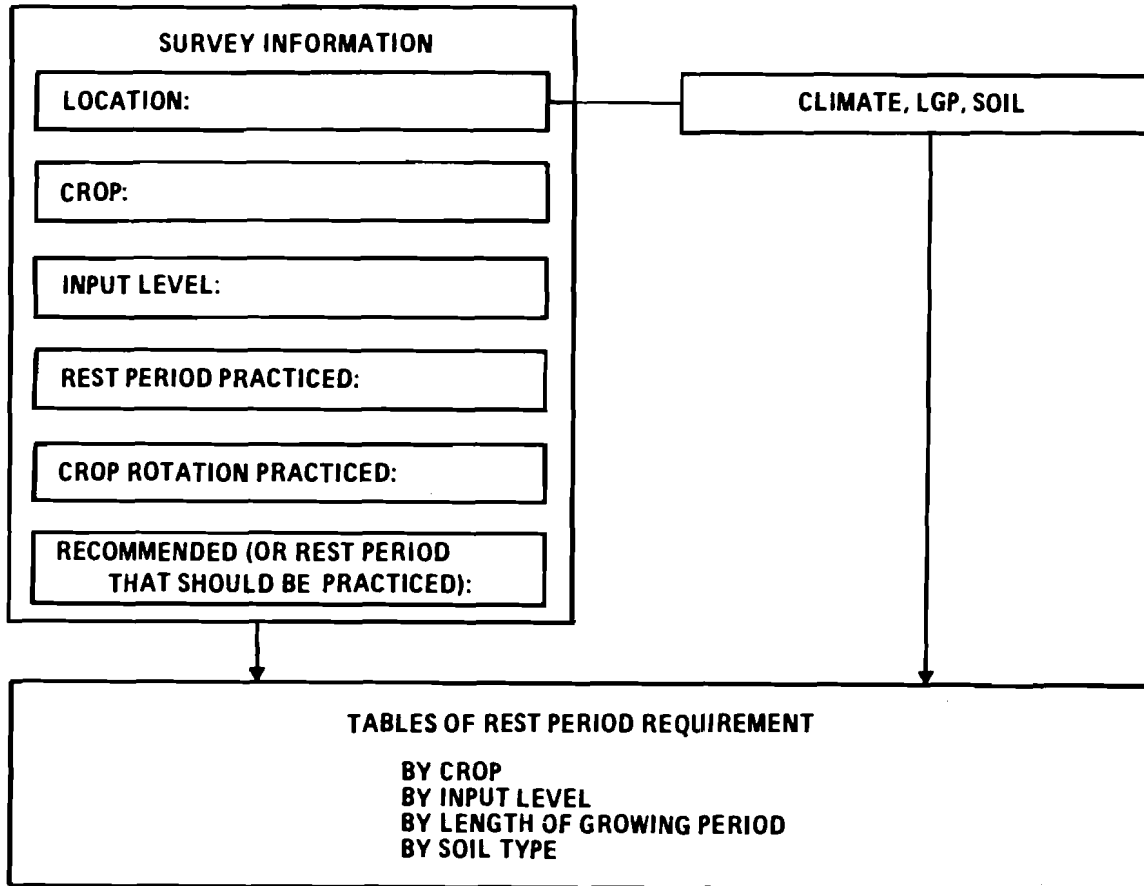 SURVEY INFORMATION
LOCATION:
CLIMATE, LGP, SOIL
CROP:
INPUT LEVEL:
REST PERIOD PRACTICED:
CROP ROTATION PRACTICED:
RECOMMENDED (OR REST PERIOD
THAT SHOULD BE PRACTICED):
TABLES OF REST PERIOD REQUIREMENT
BY CROP
BY INPUT LEVEL
BY LENGTH OF GROWING PERIOD
BY SOIL TYPE